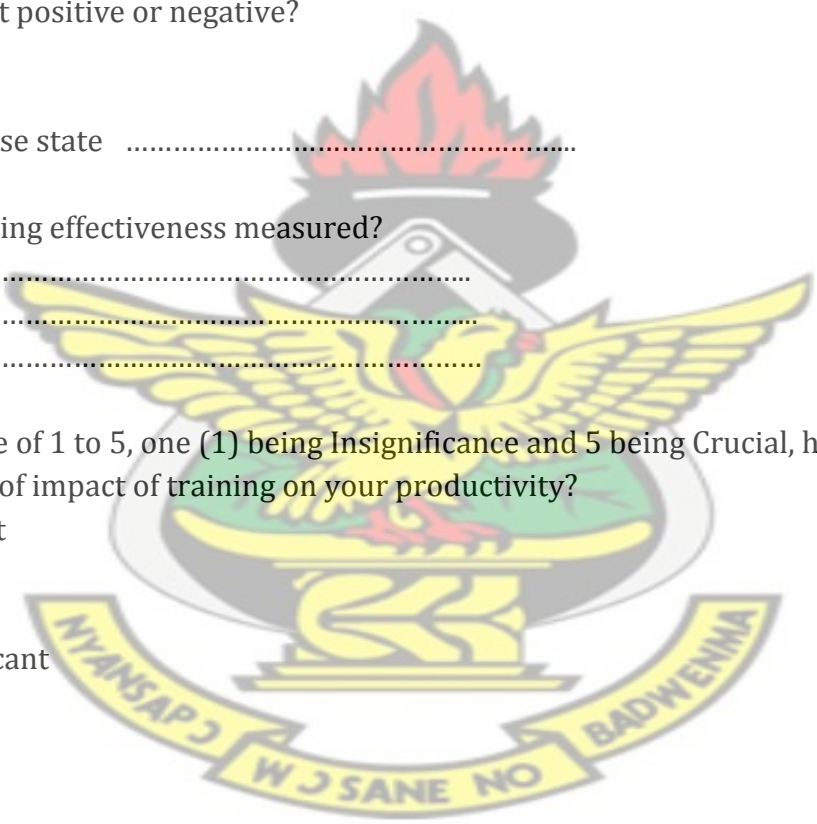 t positive or negative?
se state ...............................................................
ing effectiveness measured?
................................................................
................................................................
................................................................
e of 1 to 5, one (1) being Insignificance and 5 being Crucial, h
of impact of training on your productivity?
t
cant
NYANSAPƆ WƆSANE NO BADWENMA